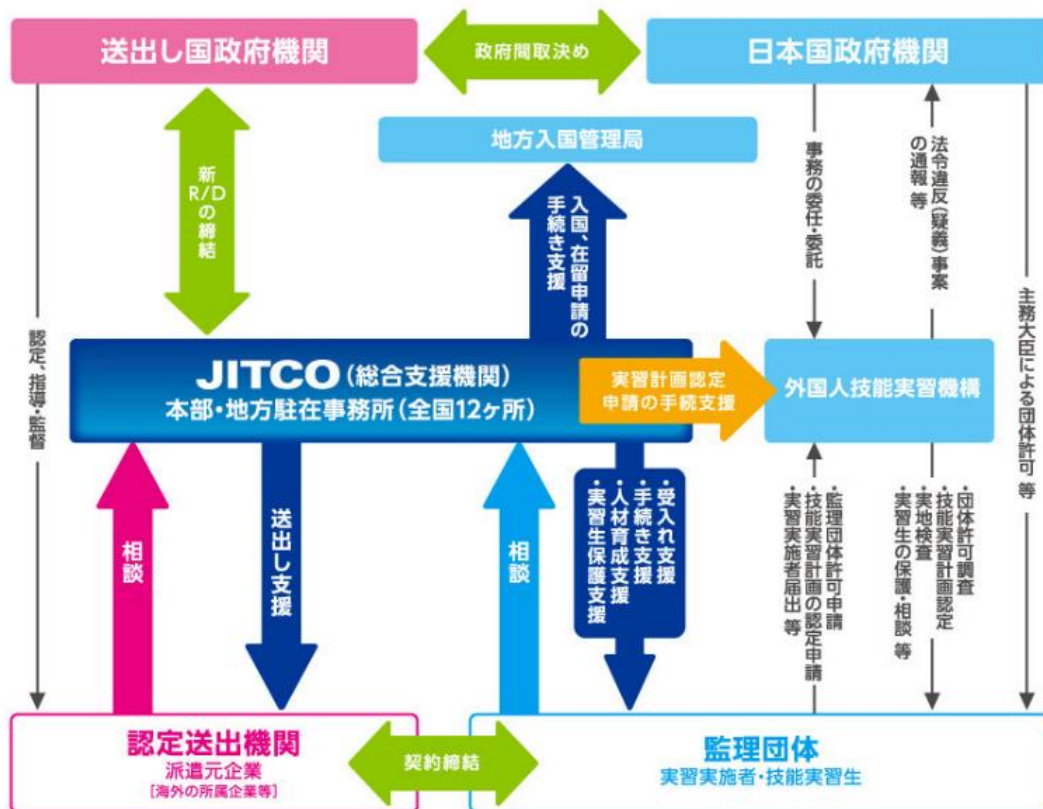 送出し国政府機関
政府間取決め
日本国政府機関
地方入国管理局
新
R/D
の締結
入国、在留申請の
手続き支援
事務の委任・委託
法令違反(疑義)事案
の通報 等
認定、指導・監督
主務大臣による団体許可 等
JITCO(総合支援機関)
本部・地方駐在事務所(全国12ヶ所)
実習計画認定
申請の手続支援
外国人技能実習機構
相談
送出し支援
相談
・受入れ支援
・手続き支援
・人材育成支援
・実習生保護支援
・監理団体許可申請
・技能実習計画の認定申請
・実習実施者届出 等
・団体許可調査
・技能実習計画認定
・実地検査
・実習生の保護・相談 等
認定送出機関
派遣元企業
[海外の所属企業等]
契約締結
監理団体
実習実施者・技能実習生